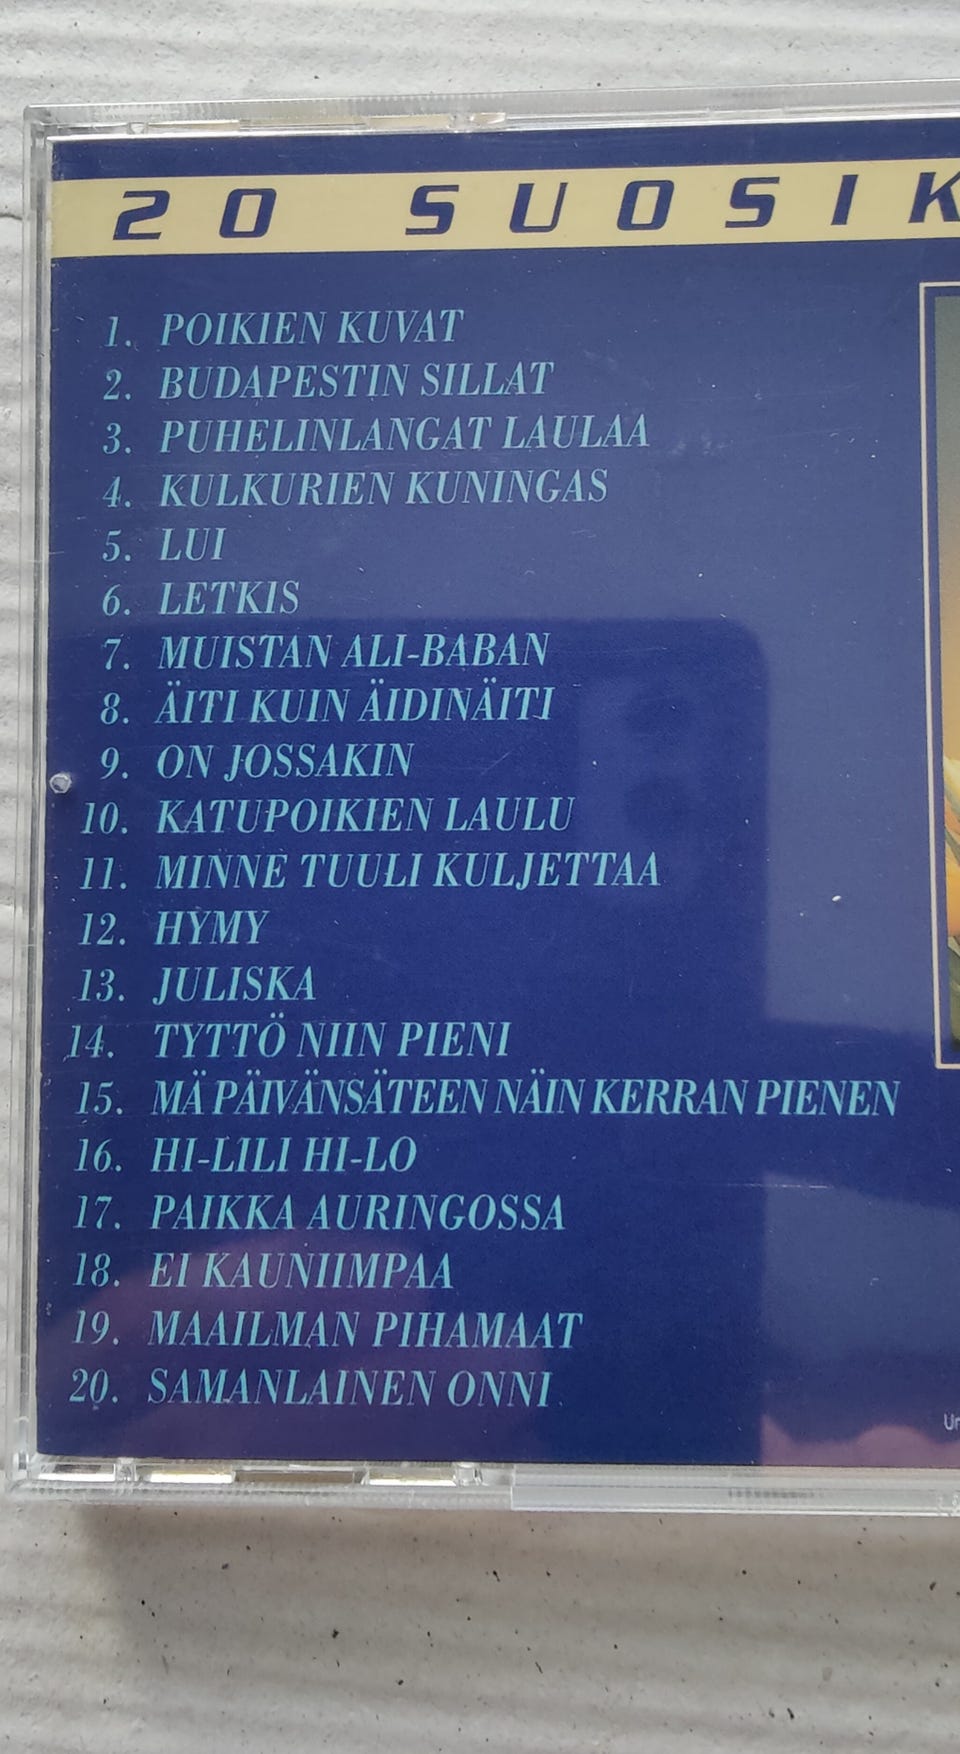 20 SUOSIK
1. POIKIEN KUVAT
2. BUDAPESTIN SILLAT
3. PUHELINLANGAT LAULAA
4. KULKURIEN KUNINGAS
5. LUI
6. LETKIS
7. MUISTAN ALI-BABAN
8. ÄITI KUIN ÄIDINÄITI
9. ON JOSSAKIN
10. KATUPOIKIEN LAULU
11. MINNE TUULI KULJETTAA
12. HYMY
13. JULISKA
14. TYTTÖ NIIN PIENI
15. MÄ PÄIVÄNSÄTEEN NÄIN KERRAN PIENEN
16. HI-LILI HI-LO
17. PAIKKA AURINGOSSA
18. EI KAUNIIMPAA
19. MAAILMAN PIHAMAAT
20. SAMANLAINEN ONNI